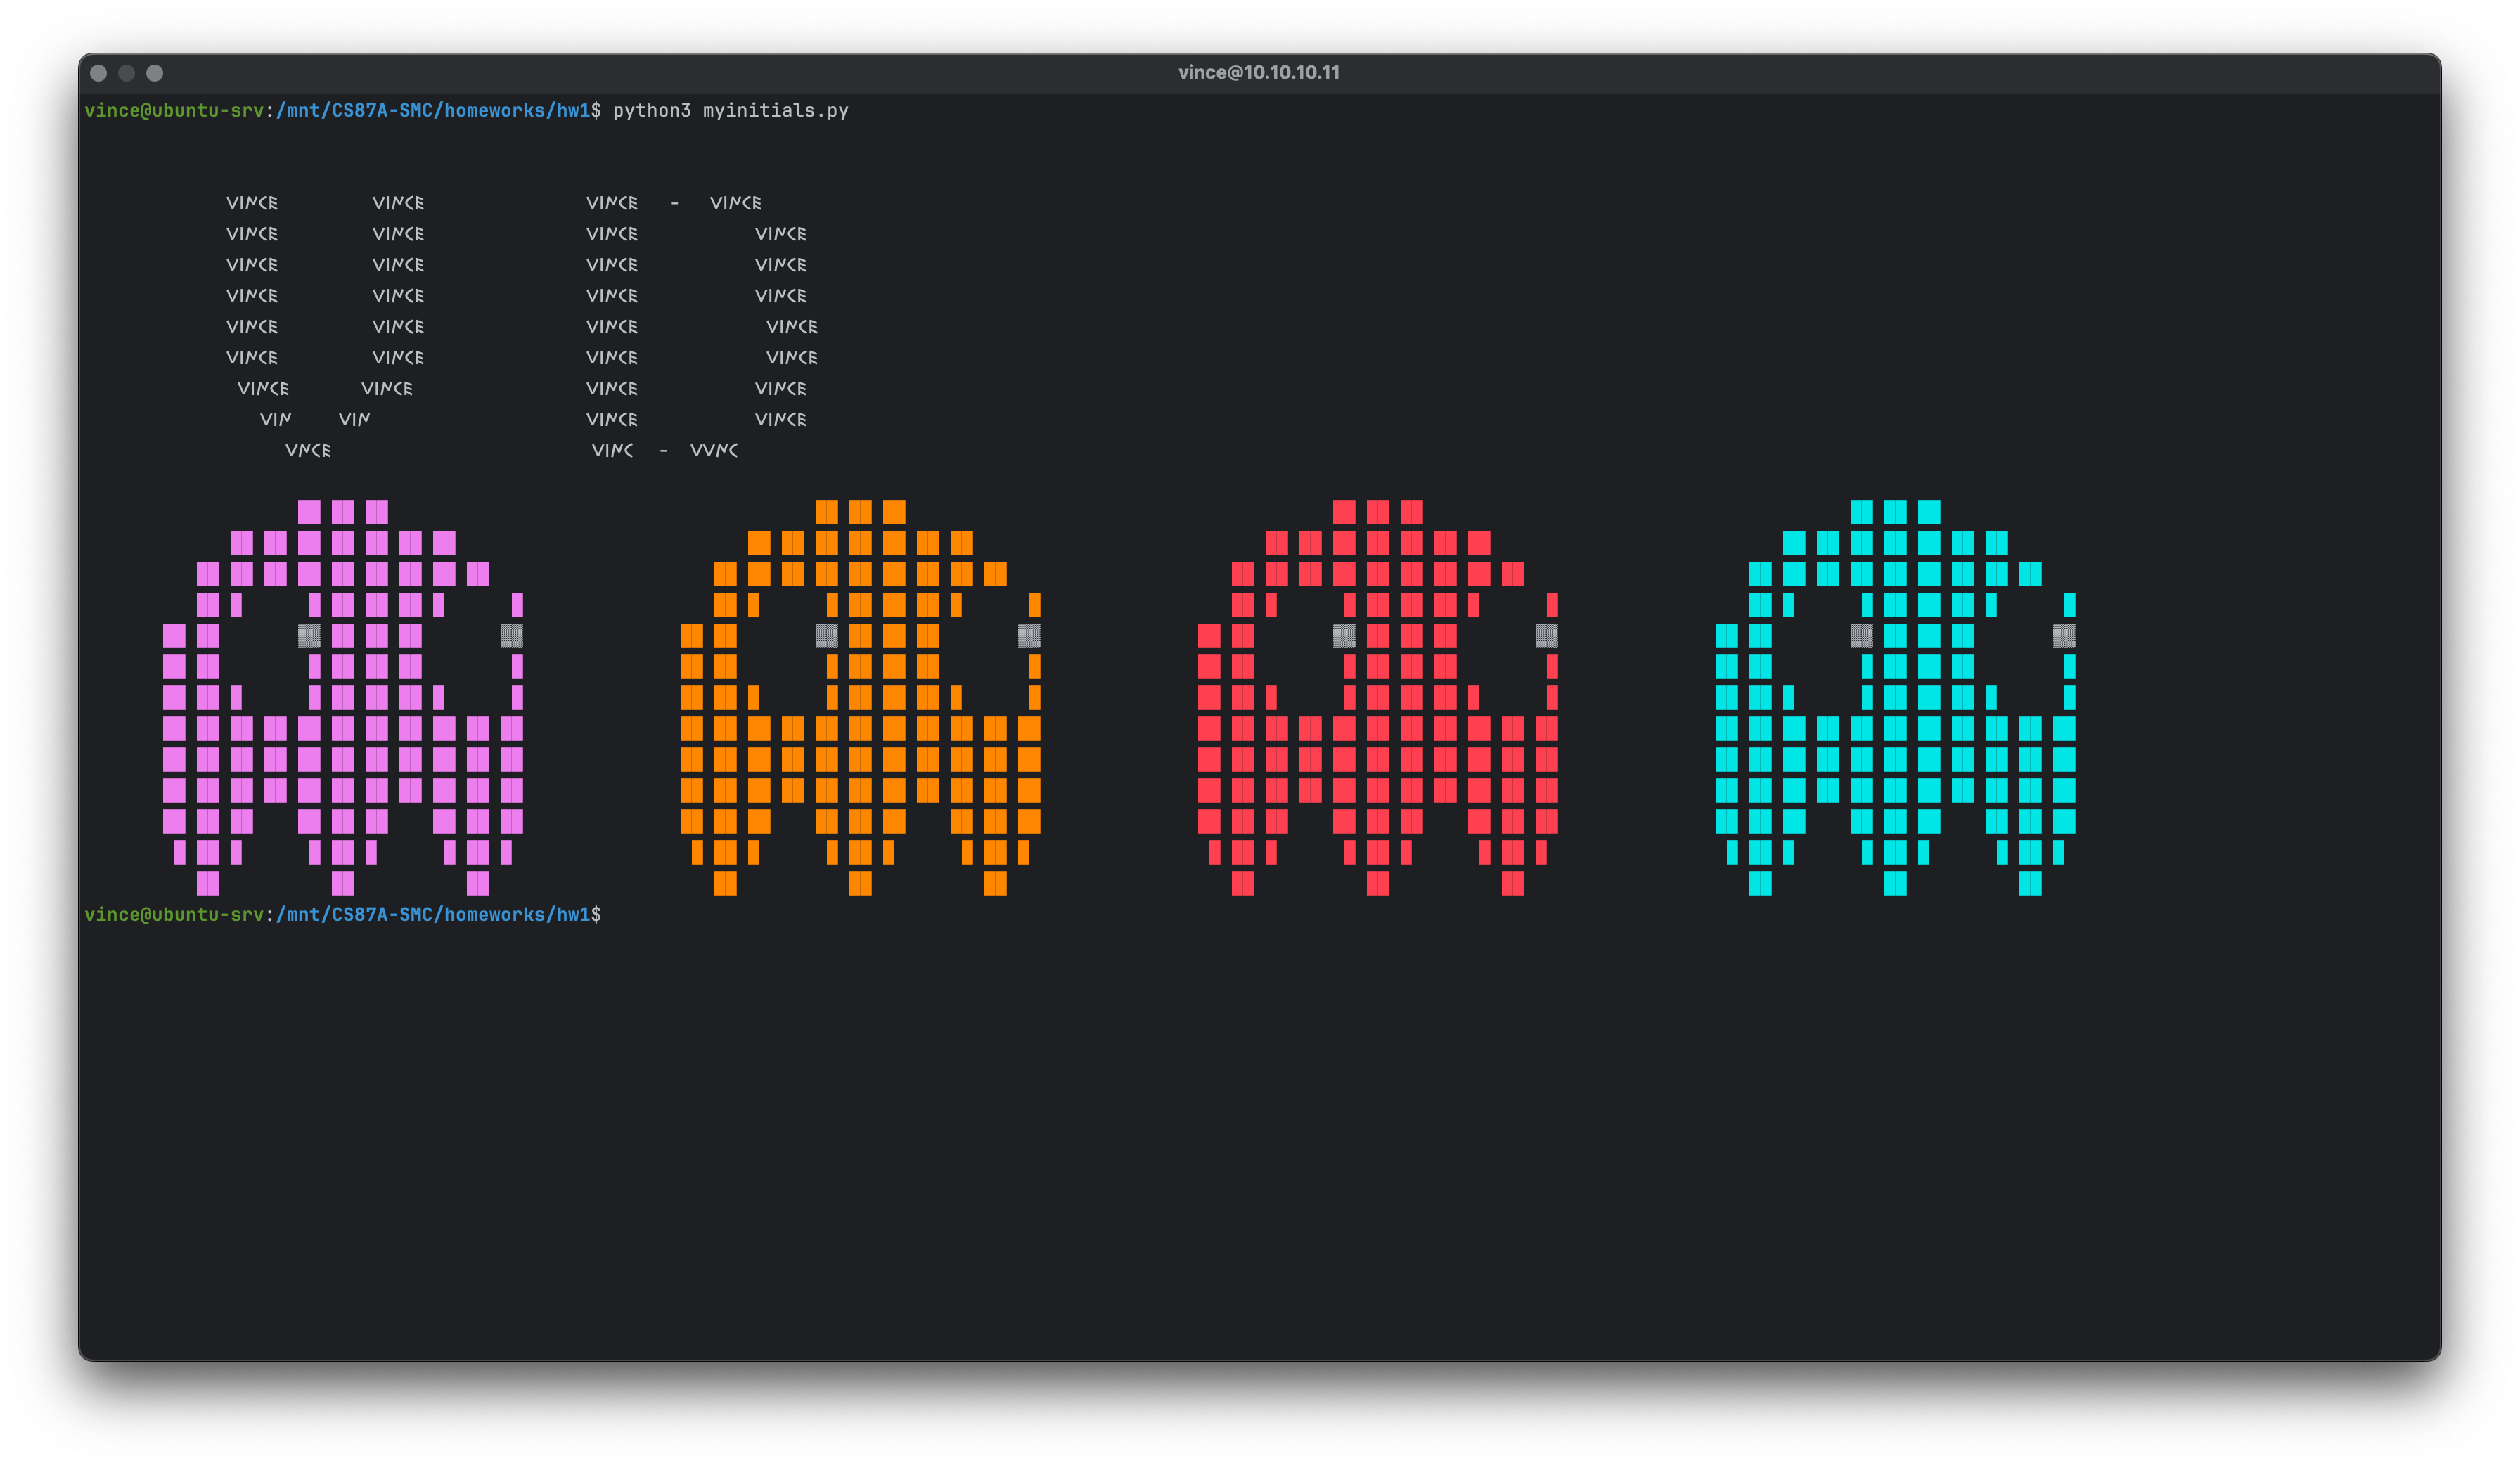 vince@10.10.10.11
vince@ubuntu-srv:/mnt/CS87A-SMC/homeworks/hw1$ python3 myinitials.py
VINCE VINCE VINCE - VINCE
VINCE VINCE VINCE VINCE
VINCE VINCE VINCE VINCE
VINCE VINCE VINCE VINCE
VINCE VINCE VINCE VINCE
VINCE VINCE VINCE VINCE
VINCE VINCE VINCE VINCE
VIN VIN VINCE VINCE
VNCE VINC - VVNC
vince@ubuntu-srv:/mnt/CS87A-SMC/homeworks/hw1$